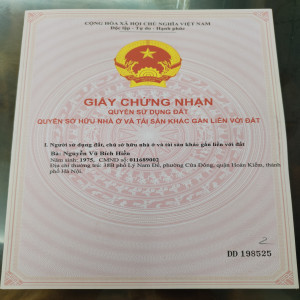 CỘNG HÒA XÃ HỘI CHỦ NGHĨA VIỆT NAM
Độc lập - Tự do - Hạnh phúc
GIẤY CHỨNG NHẬN
QUYỀN SỬ DỤNG ĐẤT
QUYỀN SỞ HỮU NHÀ Ở VÀ TÀI SẢN KHÁC GẮN LIỀN VỚI ĐẤT
I. Người sử dụng đất, chủ sở hữu nhà ở và tài sản khác gắn liền với đất
Bà: Nguyễn Vũ Bích Hiền
Năm sinh: 1975, CMND số: 011689002
Địa chỉ thường trú: 38B phố Lý Nam Đế, phường Cửa Đông, quận Hoàn Kiếm, thành
phố Hà Nội.
2
DD 198525